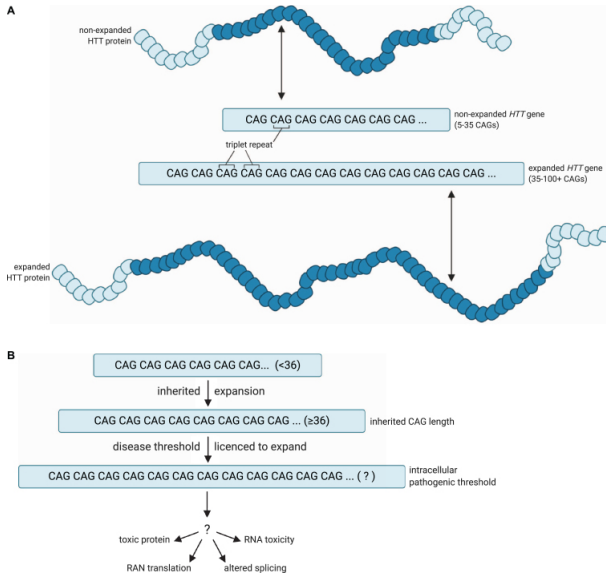 A
non-expanded
HTT protein
CAG CAG CAG CAG CAG CAG CAG ...
non-expanded HTT gene
(5-35 CAGs)
triplet repeat
CAG CAG CAG CAG CAG CAG CAG CAG CAG CAG CAG CAG CAG ...
expanded HTT gene
(35-100+ CAGs)
expanded
HTT protein
B
CAG CAG CAG CAG CAG CAG... (<36)
inherited expansion
CAG CAG CAG CAG CAG CAG CAG CAG ... (≥36)
inherited CAG length
disease threshold licenced to expand
CAG CAG CAG CAG CAG CAG CAG CAG CAG CAG CAG CAG ... ( ? )
intracellular
pathogenic threshold
?
toxic protein RNA toxicity
RAN translation altered splicing